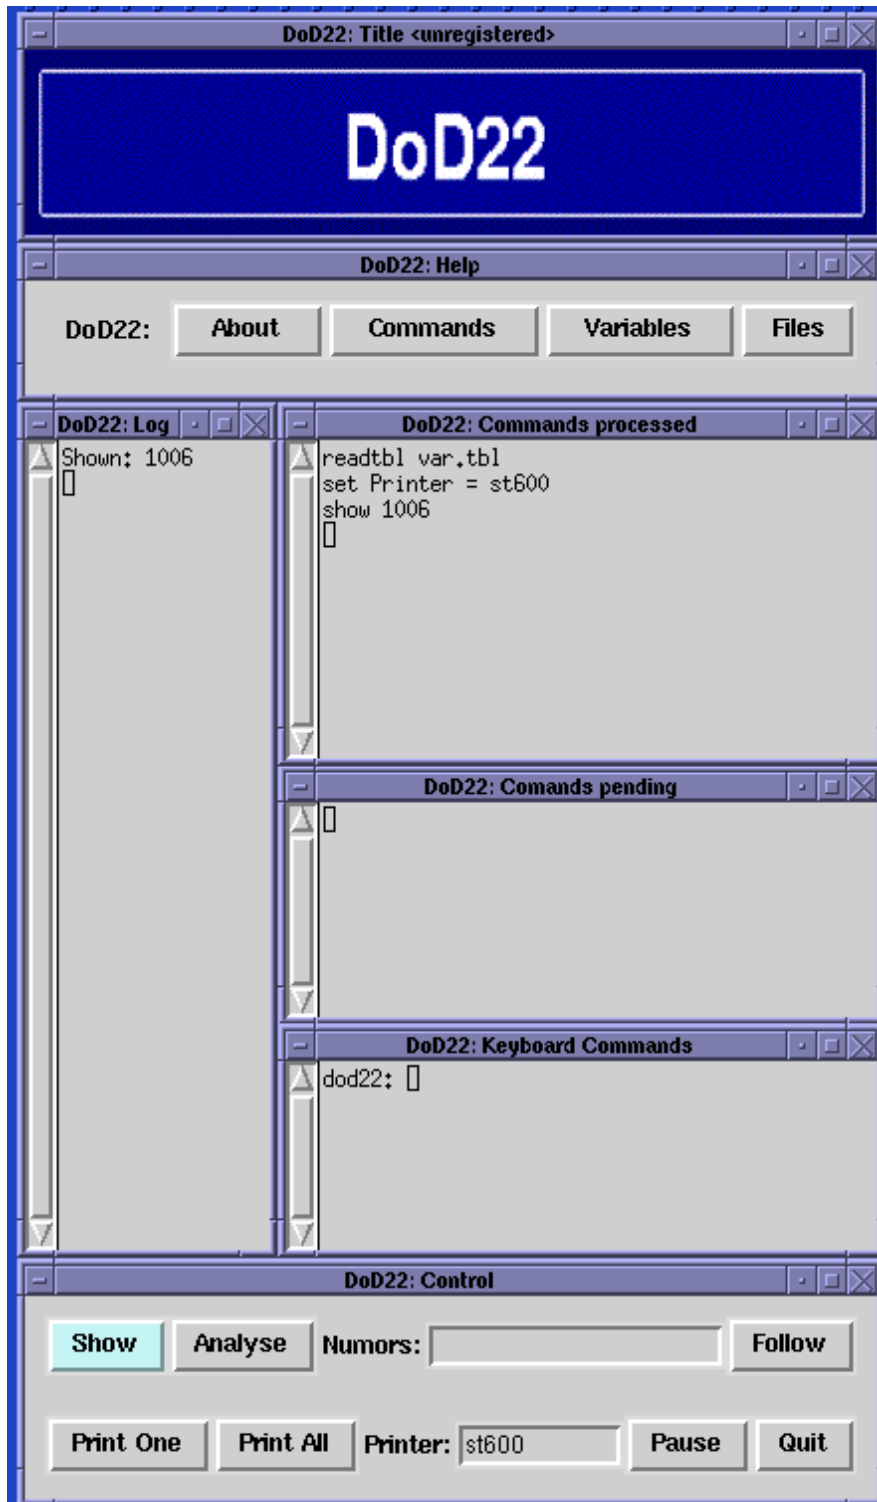 DoD22: Title <unregistered>
DoD22
DoD22: Help
DoD22: About Commands Variables Files
DoD22: Log
Shown: 1006
DoD22: Commands processed
readtbl var.tbl
set Printer = st600
show 1006
DoD22: Comands pending
DoD22: Keyboard Commands
dod22:
DoD22: Control
Show Analyse Numors: Follow
Print One Print All Printer: st600 Pause Quit